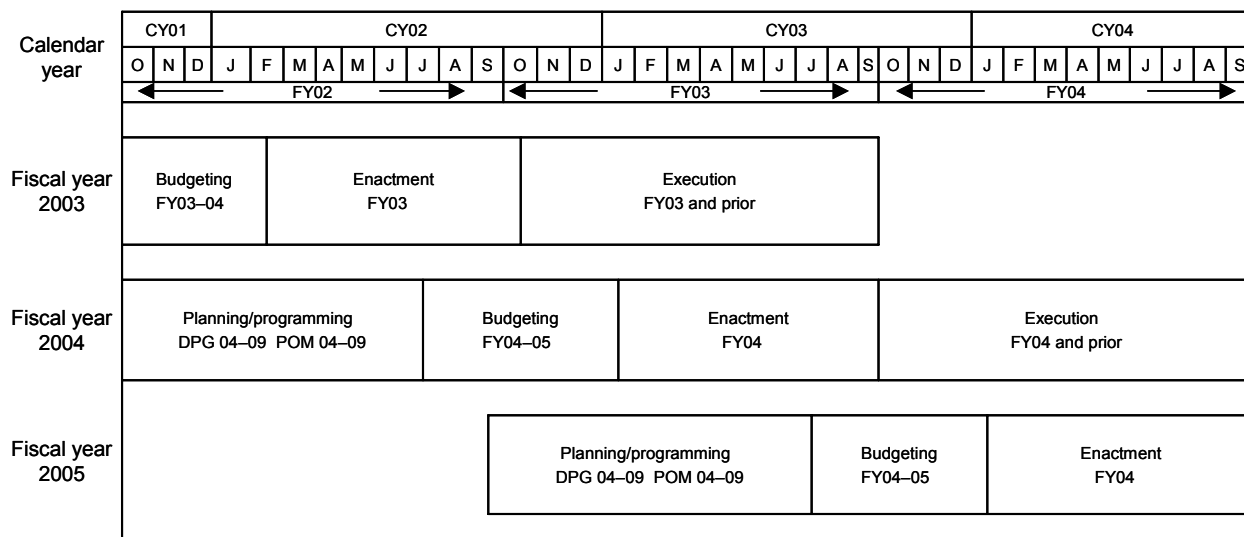 Calendar
year
CY01 CY02 CY03 CY04
O N D J F M A M J J A S O N D J F M A M J J A S O N D J F M A M J J A S
FY02 FY03 FY04
Fiscal year
2003
Budgeting
FY03–04
Enactment
FY03
Execution
FY03 and prior
Fiscal year
2004
Planning/programming
DPG 04–09 POM 04–09
Budgeting
FY04–05
Enactment
FY04
Execution
FY04 and prior
Fiscal year
2005
Planning/programming
DPG 04–09 POM 04–09
Budgeting
FY04–05
Enactment
FY04